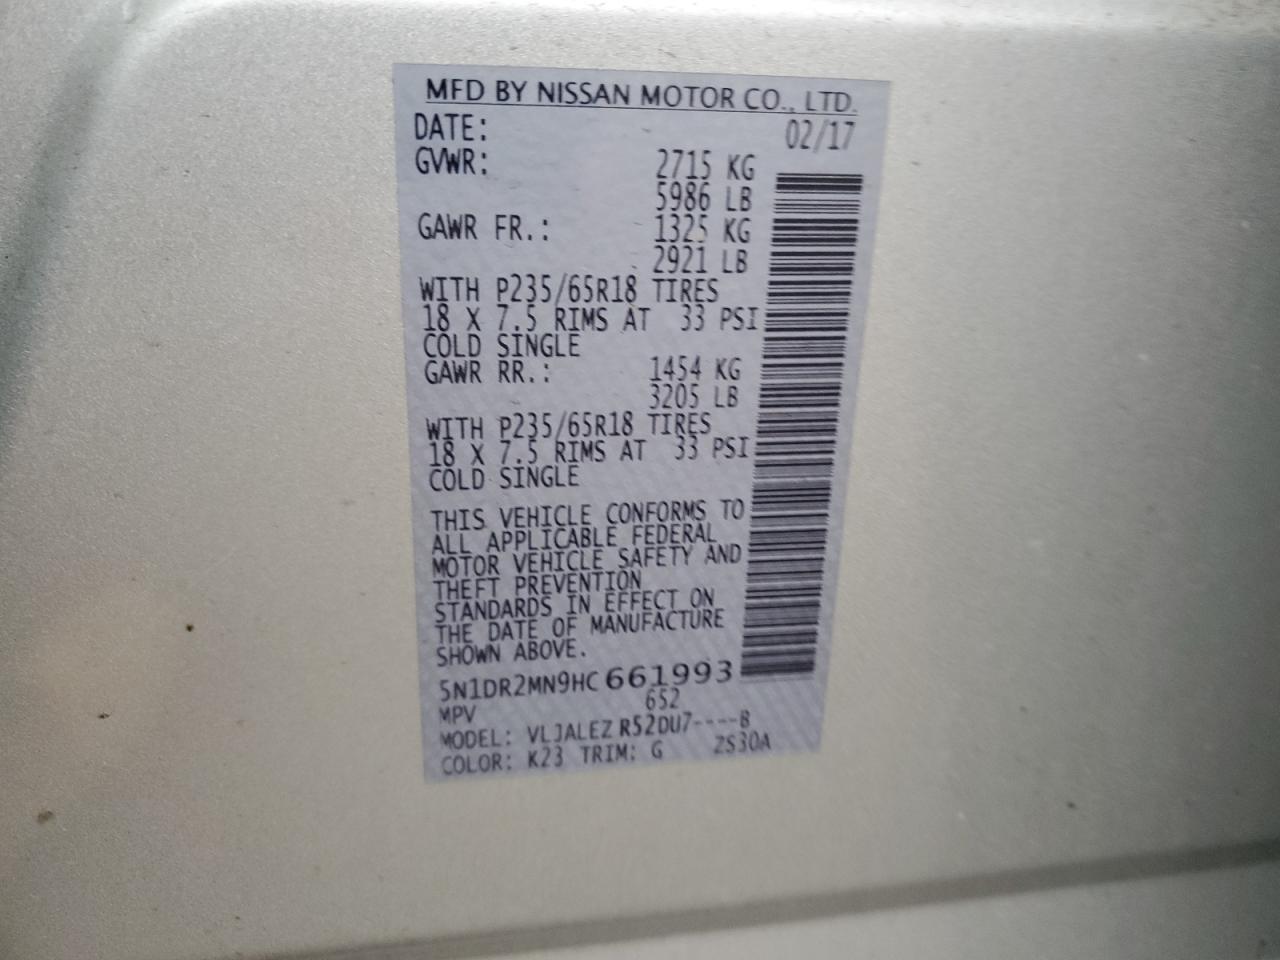 MFD BY NISSAN MOTOR CO., LTD.
DATE: 02/17
GVWR: 2715 KG
5986 LB
GAWR FR.: 1325 KG
2921 LB
WITH P235/65R18 TIRES
18 X 7.5 RIMS AT 33 PSI
COLD SINGLE
GAWR RR.: 1454 KG
3205 LB
WITH P235/65R18 TIRES
18 X 7.5 RIMS AT 33 PSI
COLD SINGLE
THIS VEHICLE CONFORMS TO
ALL APPLICABLE FEDERAL
MOTOR VEHICLE SAFETY AND
THEFT PREVENTION
STANDARDS IN EFFECT ON
THE DATE OF MANUFACTURE
SHOWN ABOVE.
5N1DR2MN9HC661993
MPV 652
MODEL: VLJALEZ R52DU7----B
COLOR: K23 TRIM: G ZS30A